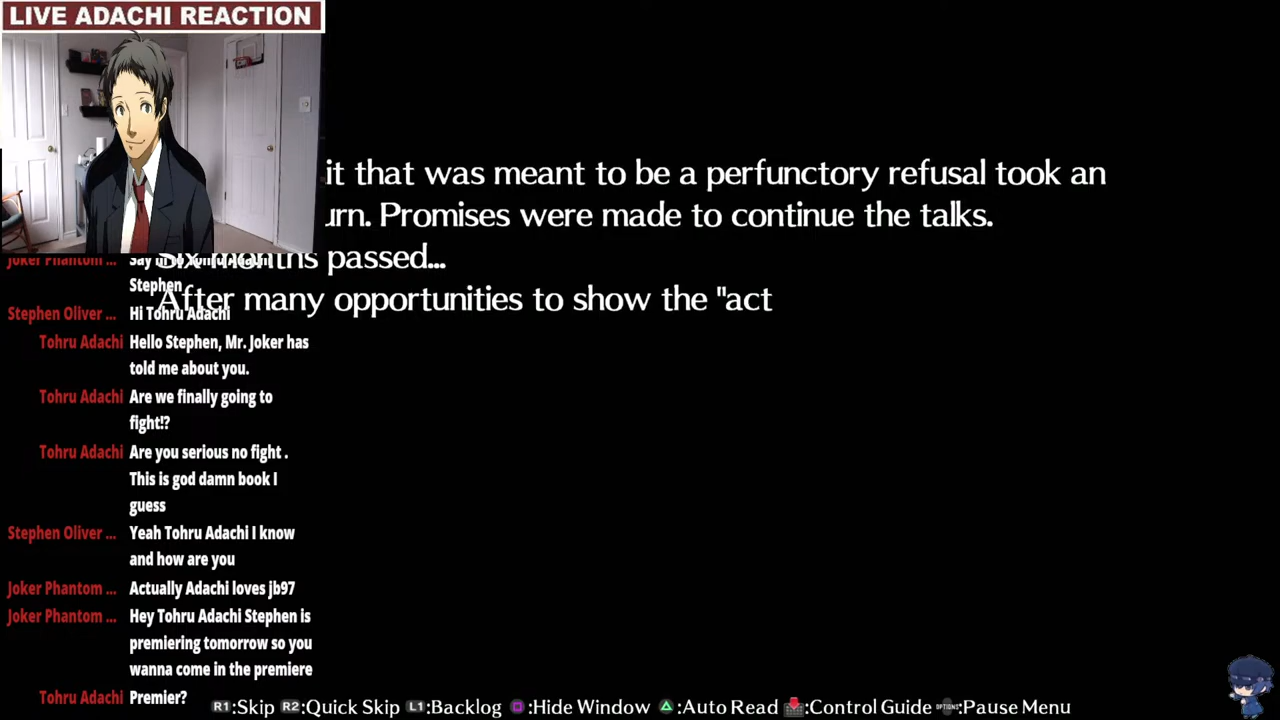 LIVE ADACHI REACTION
it that was meant to be a perfunctory refusal took an
urn. Promises were made to continue the talks.
Six months passed...
After many opportunities to show the "act
Joker Phantom ...
Stephen
Stephen Oliver ... Hi Tohru Adachi
Tohru Adachi Hello Stephen, Mr. Joker has
told me about you.
Tohru Adachi Are we finally going to
fight!?
Tohru Adachi Are you serious no fight .
This is god damn book I
guess
Stephen Oliver ... Yeah Tohru Adachi I know
and how are you
Joker Phantom ... Actually Adachi loves jb97
Joker Phantom ... Hey Tohru Adachi Stephen is
premiering tomorrow so you
wanna come in the premiere
Tohru Adachi Premier?
R1:Skip R2:Quick Skip L1:Backlog :Hide Window :Auto Read :Control Guide OPTIONS:Pause Menu